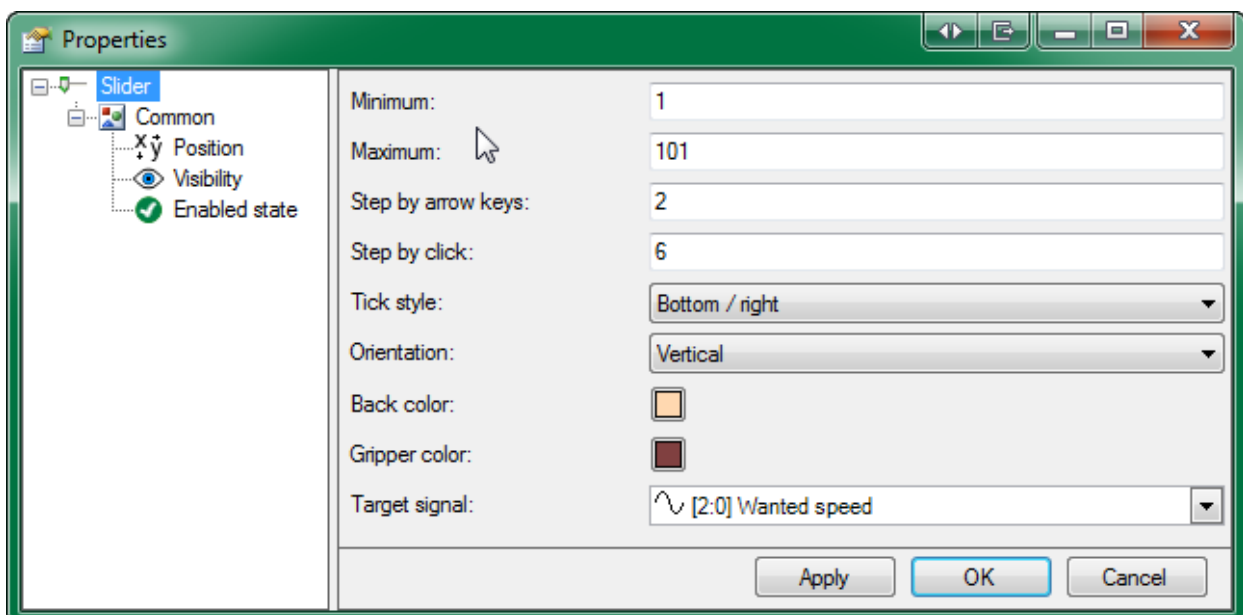 Properties
Slider
Common
Position
Visibility
Enabled state
Minimum: 1
Maximum: 101
Step by arrow keys: 2
Step by click: 6
Tick style: Bottom / right
Orientation: Vertical
Back color:
Gripper color:
Target signal: [2:0] Wanted speed
Apply OK Cancel